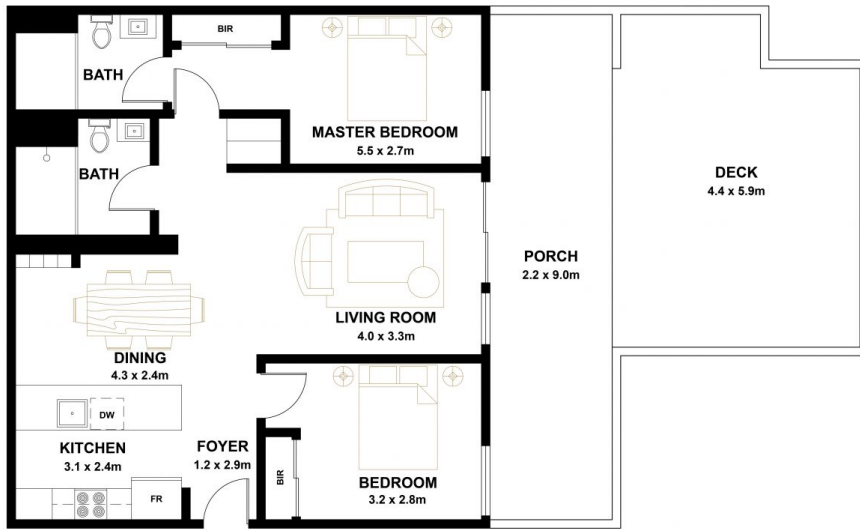 BIR
BATH
MASTER BEDROOM
5.5 x 2.7m
BATH
DECK
4.4 x 5.9m
PORCH
2.2 x 9.0m
LIVING ROOM
4.0 x 3.3m
DINING
4.3 x 2.4m
DW
KITCHEN
3.1 x 2.4m
FOYER
1.2 x 2.9m
BIR
BEDROOM
3.2 x 2.8m
FR